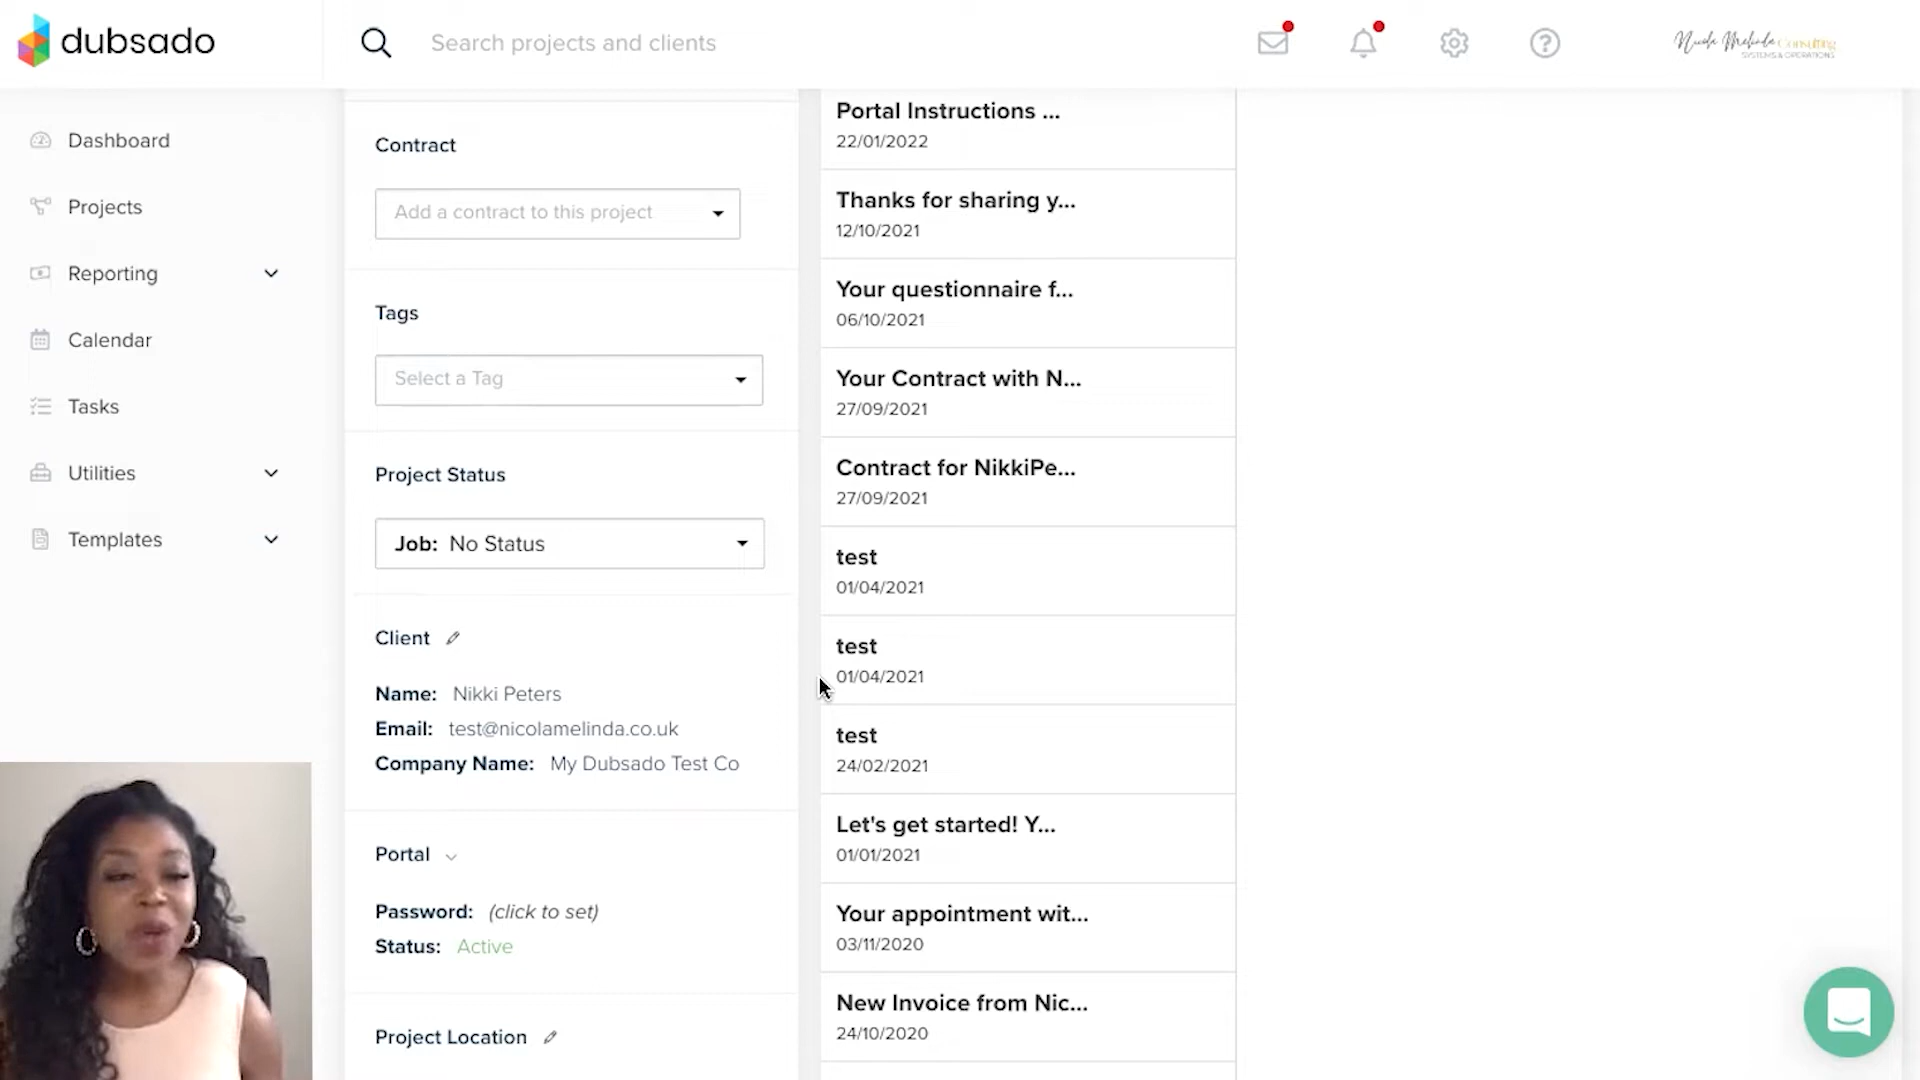 dubsado
Search projects and clients
Nicola Melinda Consulting
SYSTEMS & OPERATIONS
Dashboard
Projects
Reporting
Calendar
Tasks
Utilities
Templates
Contract
Add a contract to this project
Tags
Select a Tag
Project Status
Job: No Status
Client
Name: Nikki Peters
Email: test@nicolamelinda.co.uk
Company Name: My Dubsado Test Co
Portal
Password: (click to set)
Status: Active
Project Location
Portal Instructions ...
22/01/2022
Thanks for sharing y...
12/10/2021
Your questionnaire f...
06/10/2021
Your Contract with N...
27/09/2021
Contract for NikkiPe...
27/09/2021
test
01/04/2021
test
01/04/2021
test
24/02/2021
Let's get started! Y...
01/01/2021
Your appointment wit...
03/11/2020
New Invoice from Nic...
24/10/2020